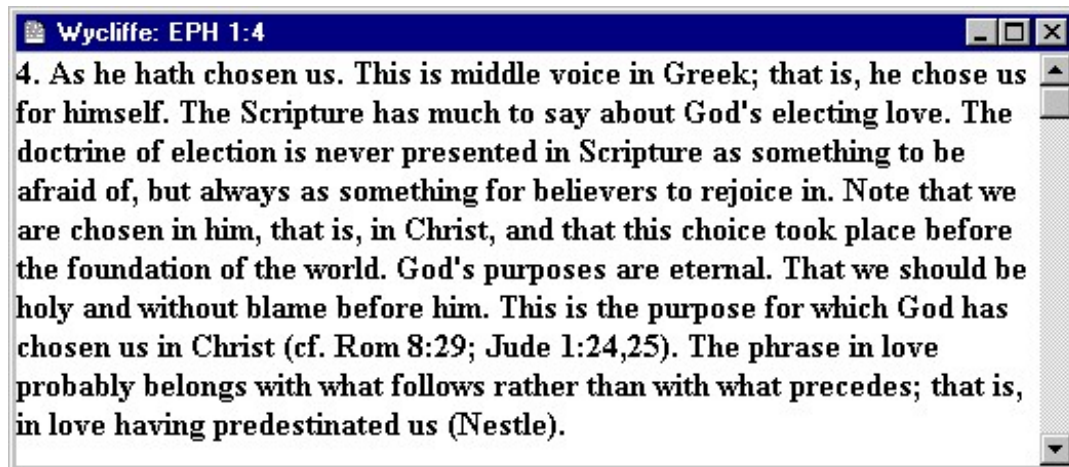 Wycliffe: EPH 1:4
4. As he hath chosen us. This is middle voice in Greek; that is, he chose us
for himself. The Scripture has much to say about God's electing love. The
doctrine of election is never presented in Scripture as something to be
afraid of, but always as something for believers to rejoice in. Note that we
are chosen in him, that is, in Christ, and that this choice took place before
the foundation of the world. God's purposes are eternal. That we should be
holy and without blame before him. This is the purpose for which God has
chosen us in Christ (cf. Rom 8:29; Jude 1:24,25). The phrase in love
probably belongs with what follows rather than with what precedes; that is,
in love having predestinated us (Nestle).